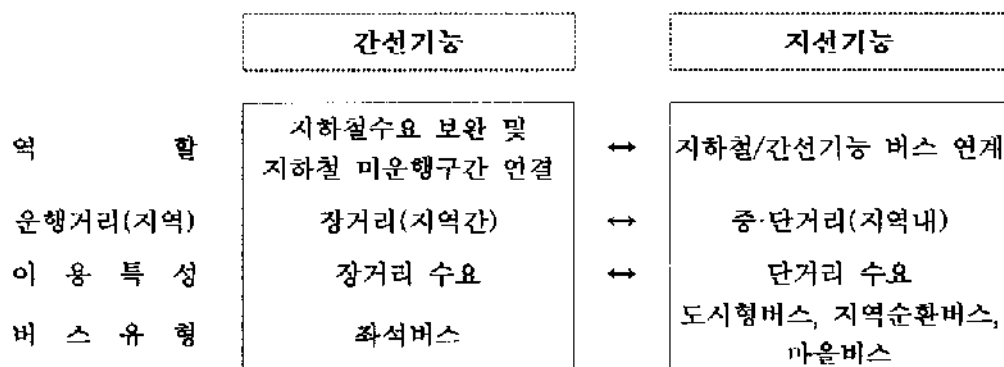 간선기능 지선기능
지하철수요 보완 및
역 할 ↔ 지하철/간선기능 버스 연계
지하철 미운행구간 연결
운행거리(지역) 장거리(지역간) ↔ 중·단거리(지역내)
이 용 특 성 장거리 수요 ↔ 단거리 수요
도시형버스, 지역순환버스,
버 스 유 형 좌석버스
마을버스